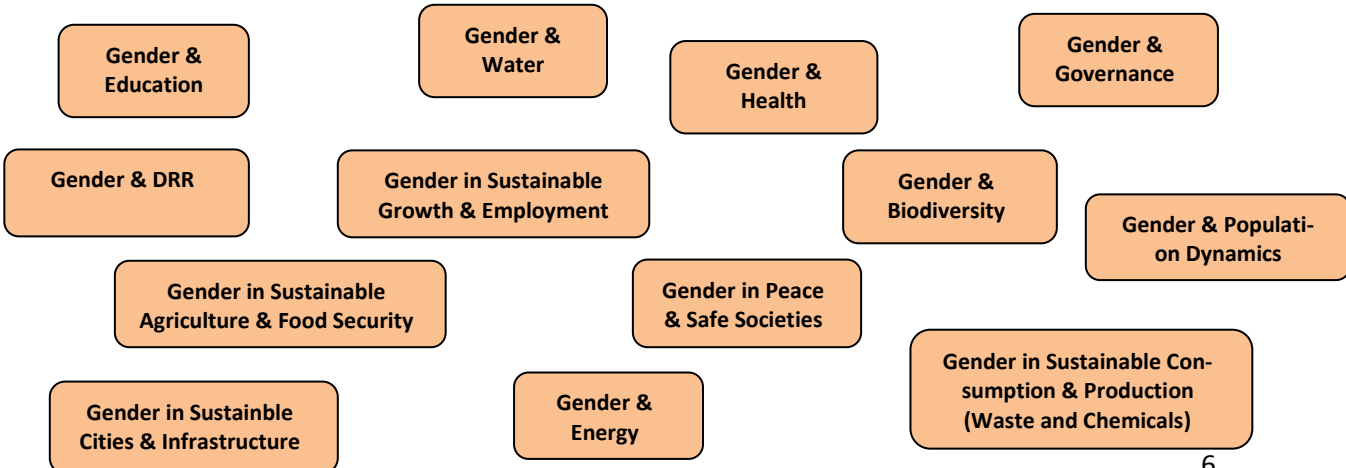 Gender &
Education
Gender &
Water
Gender &
Health
Gender &
Governance
Gender & DRR
Gender in Sustainable
Growth & Employment
Gender &
Biodiversity
Gender & Populati-
on Dynamics
Gender in Sustainable
Agriculture & Food Security
Gender in Peace
& Safe Societies
Gender in Sustainable Con-
sumption & Production
(Waste and Chemicals)
Gender in Sustainble
Cities & Infrastructure
Gender &
Energy
6